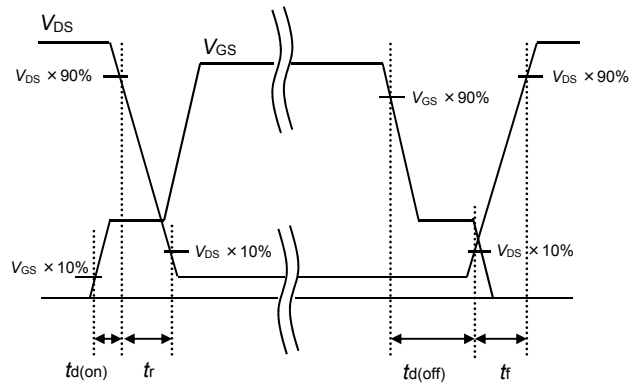 VDS
VGS
VDS × 90%
VGS × 90%
VDS × 90%
VGS × 10%
VDS × 10%
VDS × 10%
td(on)
tr
td(off)
tf